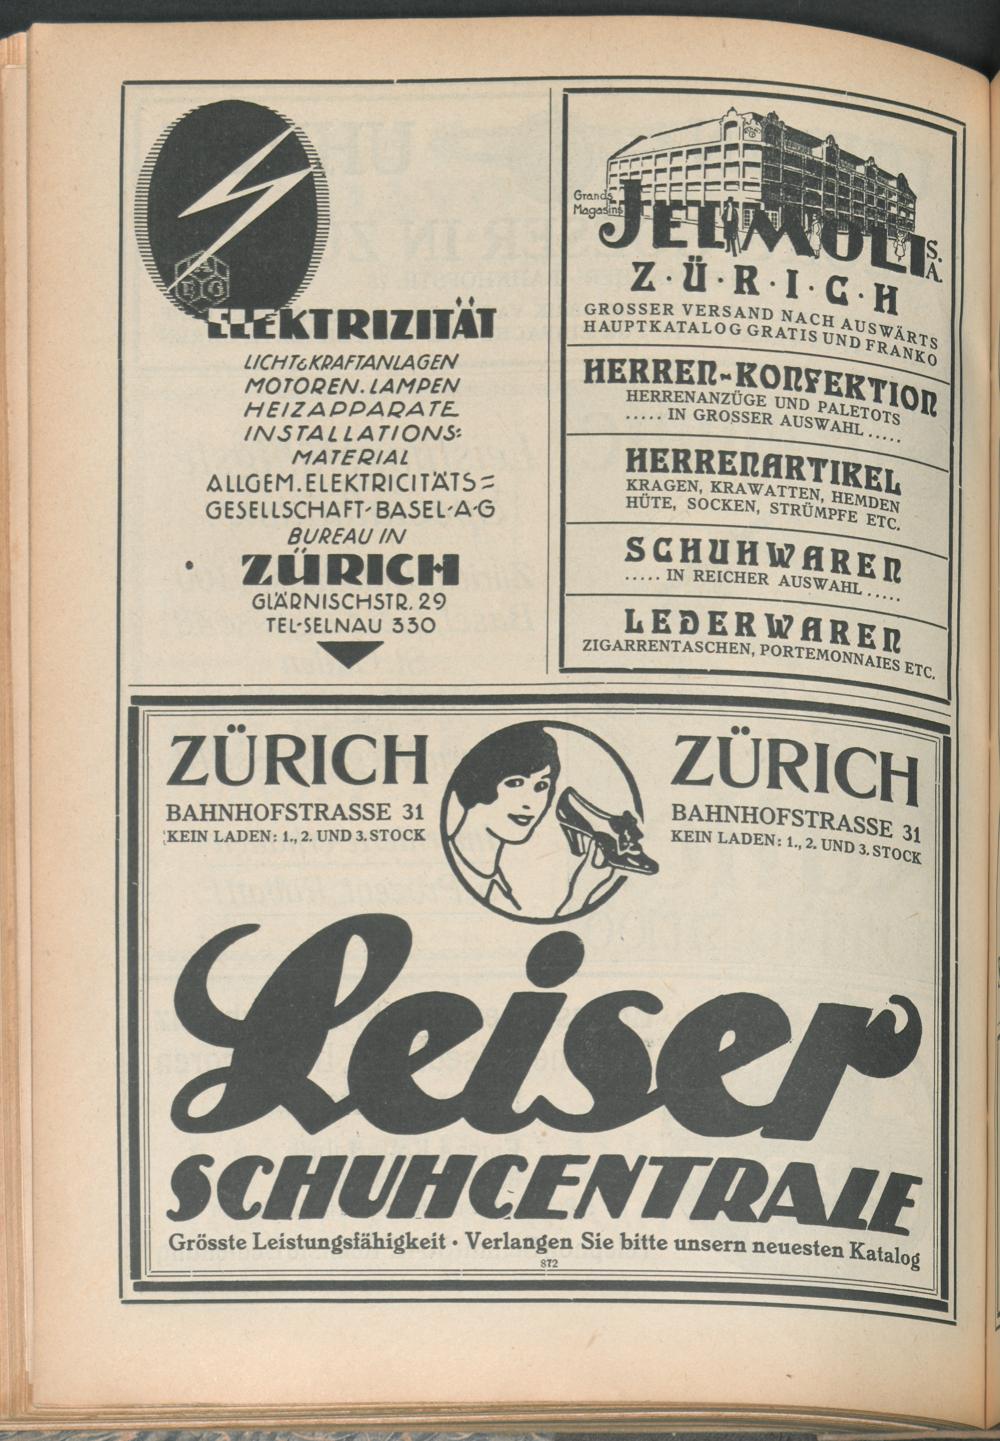 AEG
ELEKTRIZITÄT
LICHT&KRAFTANLAGEN
MOTOREN. LAMPEN
HEIZAPPARATE
INSTALLATIONS:
MATERIAL
ALLGEM. ELEKTRICITÄTS=
GESELLSCHAFT-BASEL-A-G
BUREAU IN
ZÜRICH
GLÄRNISCHSTR. 29
TEL-SELNAU 330
Grands
Magasins
JELMOLI S.A.
Z·Ü·R·I·C·H
GROSSER VERSAND NACH AUSWÄRTS
HAUPTKATALOG GRATIS UND FRANKO
HERREN-KONFEKTION
HERRENANZÜGE UND PALETOTS
..... IN GROSSER AUSWAHL .....
HERRENARTIKEL
KRAGEN, KRAWATTEN, HEMDEN
HÜTE, SOCKEN, STRÜMPFE ETC.
SCHUHWAREN
..... IN REICHER AUSWAHL .....
LEDERWAREN
ZIGARRENTASCHEN, PORTEMONNAIES ETC.
ZÜRICH
BAHNHOFSTRASSE 31
KEIN LADEN: 1., 2. UND 3. STOCK
ZÜRICH
BAHNHOFSTRASSE 31
KEIN LADEN: 1., 2. UND 3. STOCK
Leiser
SCHUHCENTRALE
Grösste Leistungsfähigkeit · Verlangen Sie bitte unsern neuesten Katalog
872